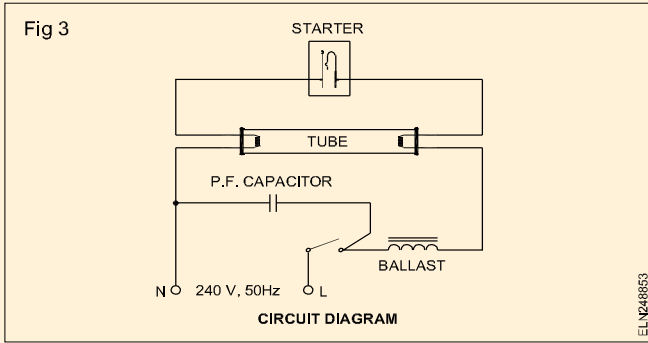 Fig 3
STARTER
TUBE
P.F. CAPACITOR
BALLAST
N 240 V, 50Hz L
CIRCUIT DIAGRAM
ELN248853